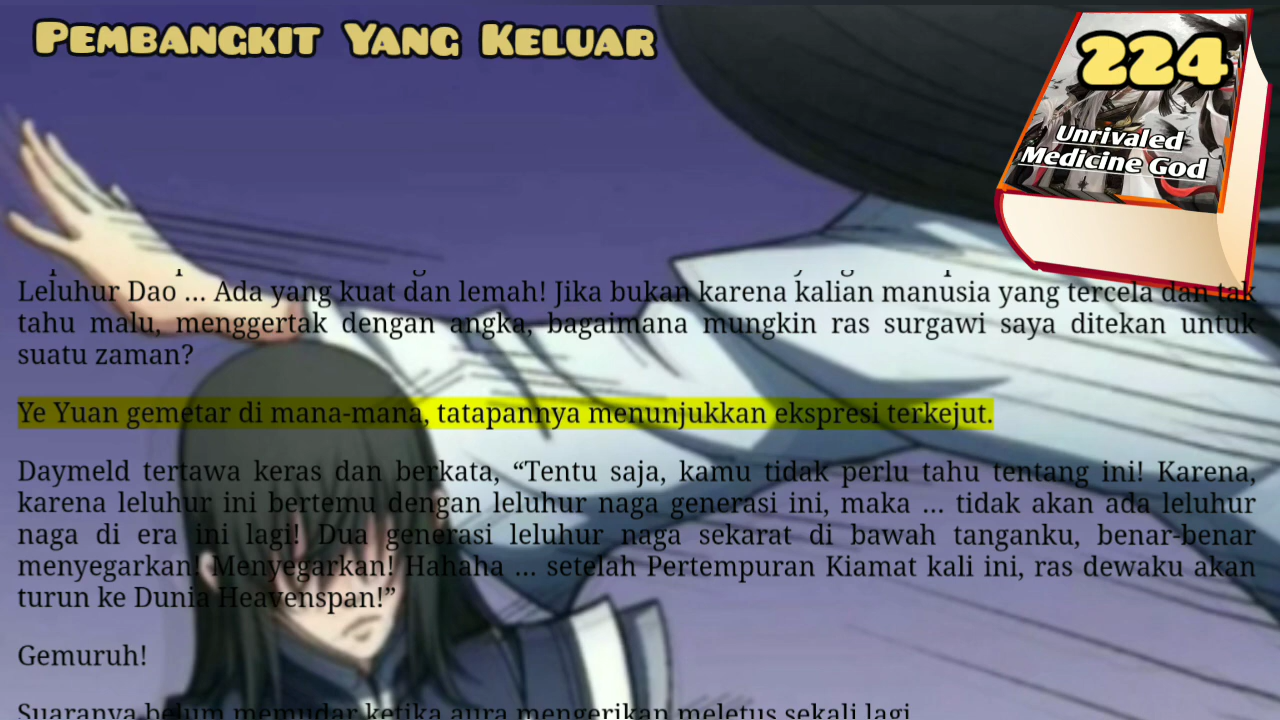 Pembangkit Yang Keluar
224
Unrivaled
Medicine God
Leluhur Dao ... Ada yang kuat dan lemah! Jika bukan karena kalian manusia yang tercela dan tak
tahu malu, menggertak dengan angka, bagaimana mungkin ras surgawi saya ditekan untuk
suatu zaman?
Ye Yuan gemetar di mana-mana, tatapannya menunjukkan ekspresi terkejut.
Daymeld tertawa keras dan berkata, “Tentu saja, kamu tidak perlu tahu tentang ini! Karena,
karena leluhur ini bertemu dengan leluhur naga generasi ini, maka ... tidak akan ada leluhur
naga di era ini lagi! Dua generasi leluhur naga sekarat di bawah tanganku, benar-benar
menyegarkan! Menyegarkan! Hahaha ... setelah Pertempuran Kiamat kali ini, ras dewaku akan
turun ke Dunia Heavenspan!”
Gemuruh!
Suaranya belum memudar ketika aura mengerikan meletus sekali lagi